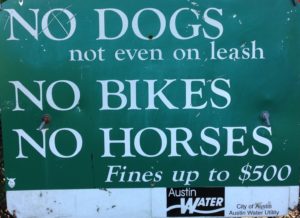 NO DOGS
not even on leash
NO BIKES
NO HORSES
Fines up to $500
Austin
WATER
City of Austin
Austin Water Utility